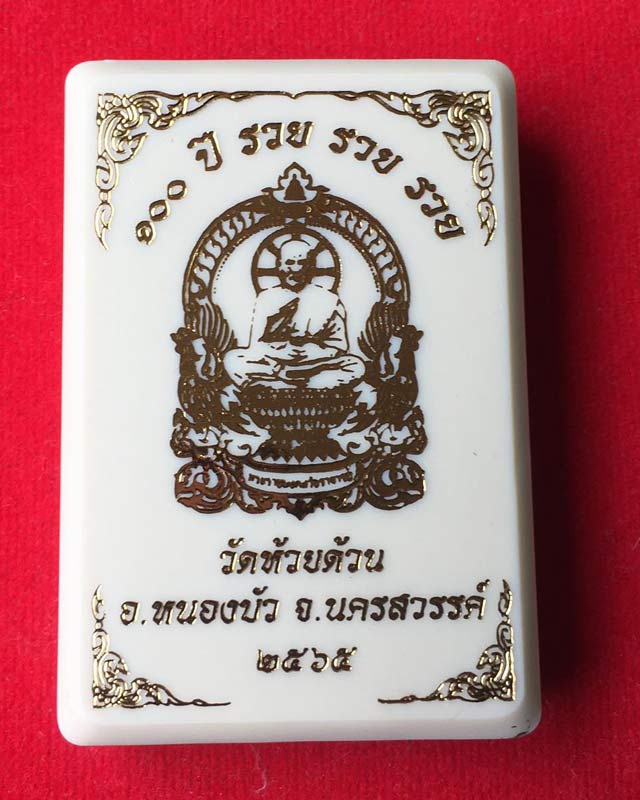 ๑๐๐ ปี รวย รวย รวย
วัดห้วยด้วน
อ.หนองบัว จ.นครสวรรค์
๒๕๖๕